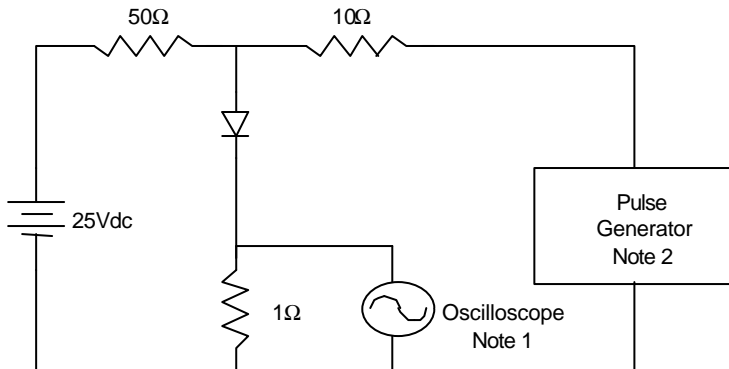 50Ω
10Ω
25Vdc
Pulse
Generator
Note 2
1Ω
Oscilloscope
Note 1